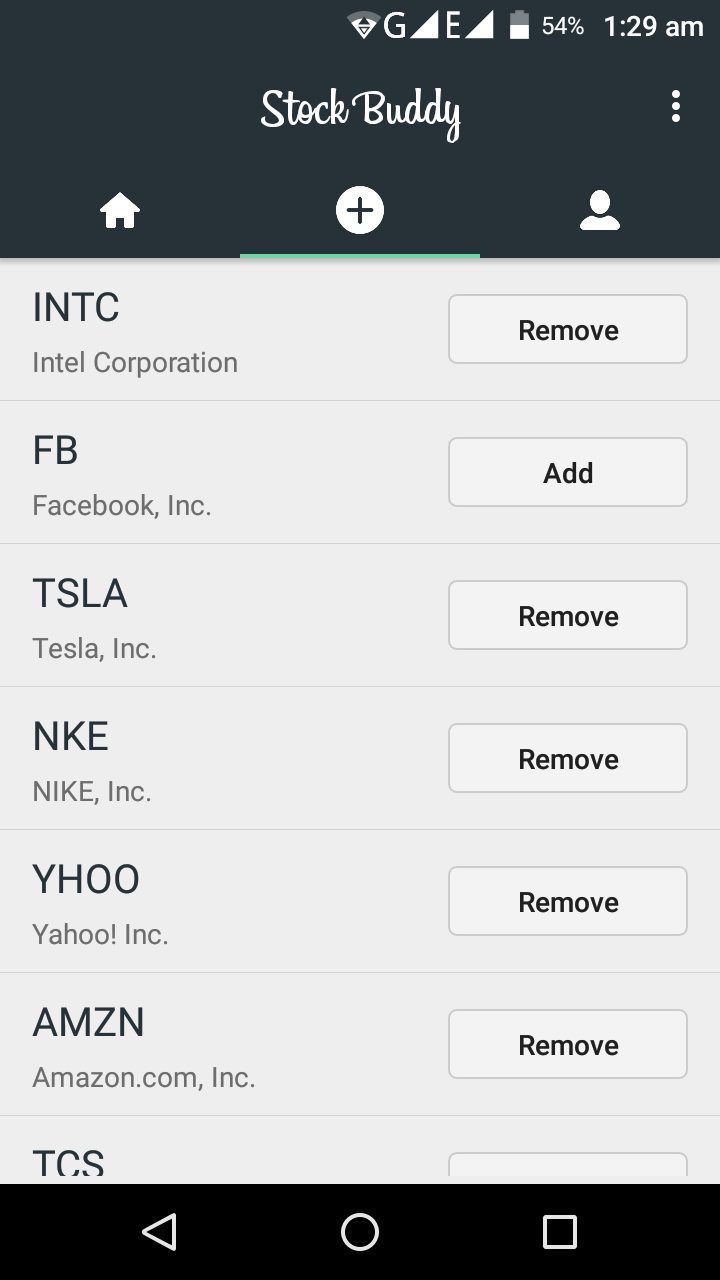 G E 54% 1:29 am
Stock Buddy
INTC
Remove
Intel Corporation
FB
Add
Facebook, Inc.
TSLA
Remove
Tesla, Inc.
NKE
Remove
NIKE, Inc.
YHOO
Remove
Yahoo! Inc.
AMZN
Remove
Amazon.com, Inc.
TCS